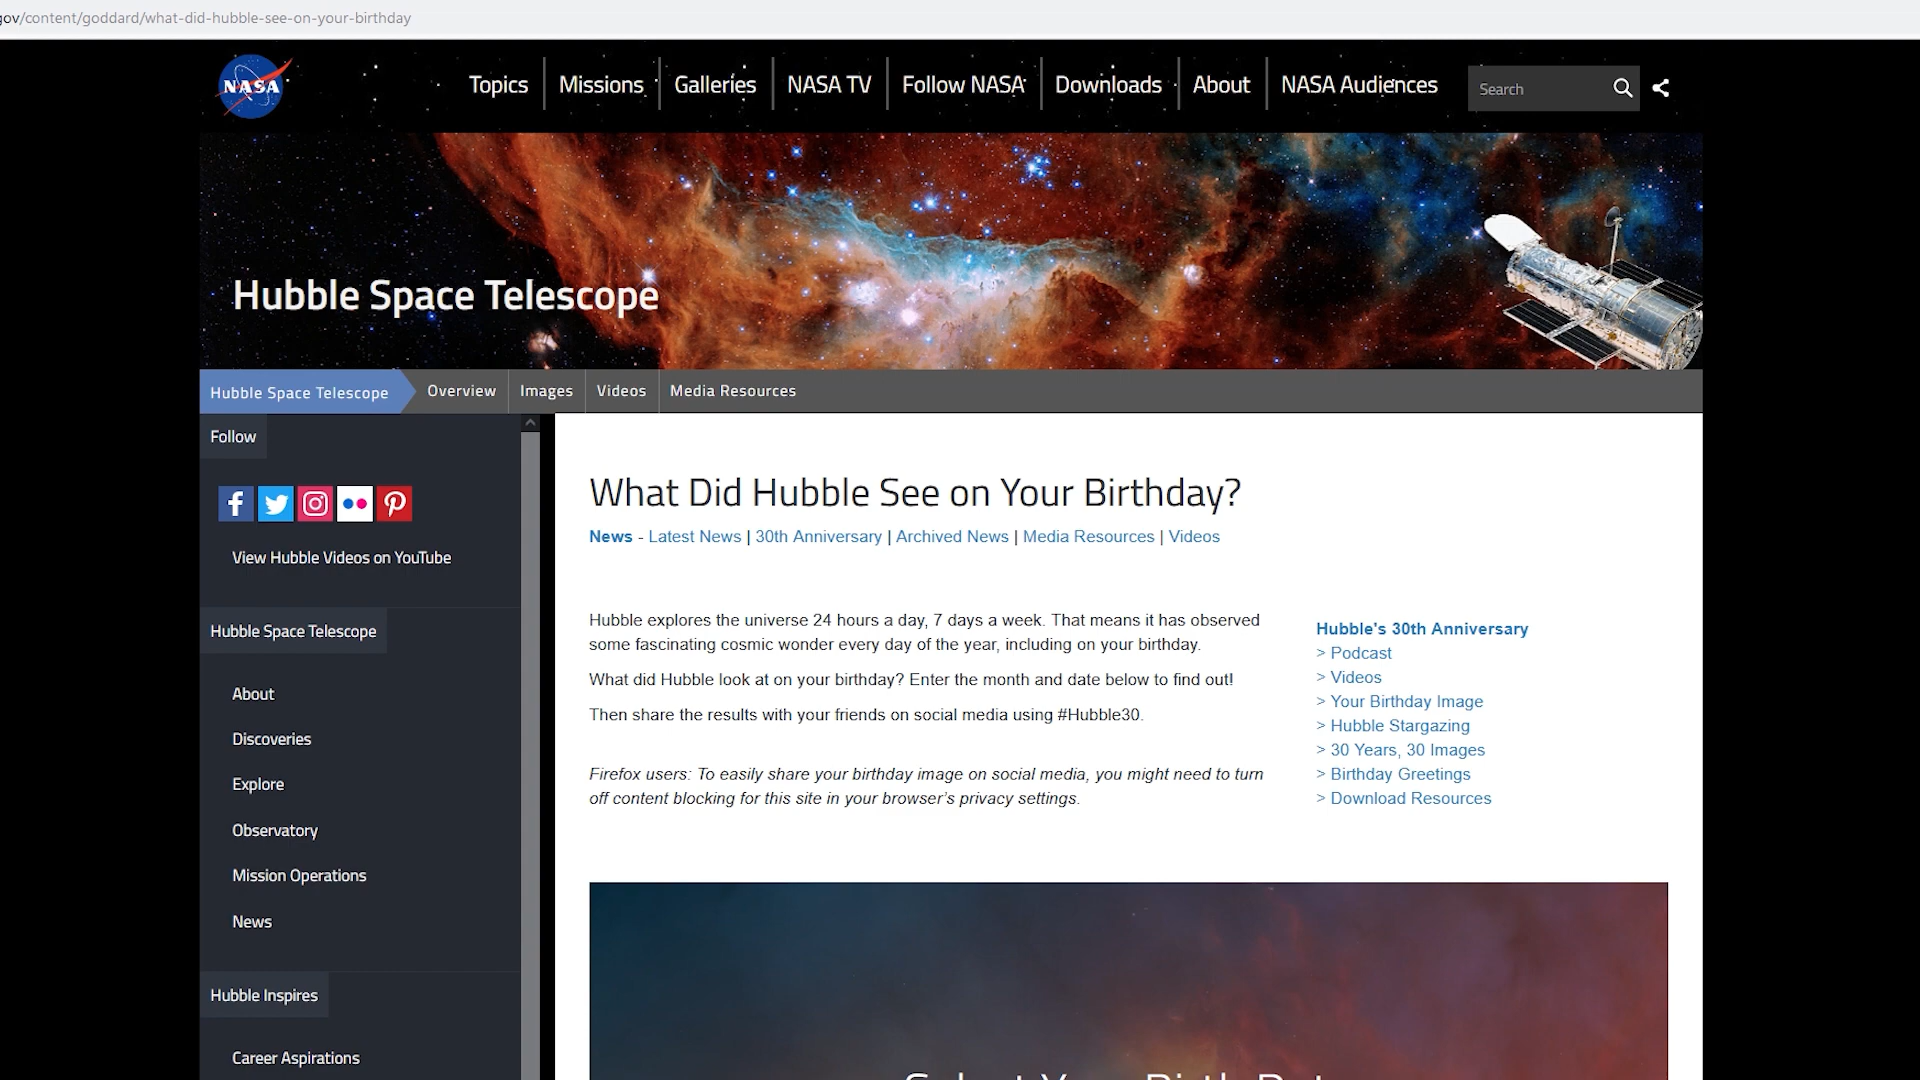 gov/content/goddard/what-did-hubble-see-on-your-birthday
NASA
Topics
Missions
Galleries
NASA TV
Follow NASA
Downloads
About
NASA Audiences
Search
Hubble Space Telescope
Hubble Space Telescope
Overview
Images
Videos
Media Resources
Follow
View Hubble Videos on YouTube
Hubble Space Telescope
About
Discoveries
Explore
Observatory
Mission Operations
News
Hubble Inspires
Career Aspirations
What Did Hubble See on Your Birthday?
News - Latest News | 30th Anniversary | Archived News | Media Resources | Videos
Hubble explores the universe 24 hours a day, 7 days a week. That means it has observed
some fascinating cosmic wonder every day of the year, including on your birthday.
What did Hubble look at on your birthday? Enter the month and date below to find out!
Then share the results with your friends on social media using #Hubble30.
Firefox users: To easily share your birthday image on social media, you might need to turn
off content blocking for this site in your browser’s privacy settings.
Hubble's 30th Anniversary
> Podcast
> Videos
> Your Birthday Image
> Hubble Stargazing
> 30 Years, 30 Images
> Birthday Greetings
> Download Resources
Select Your Birth Date